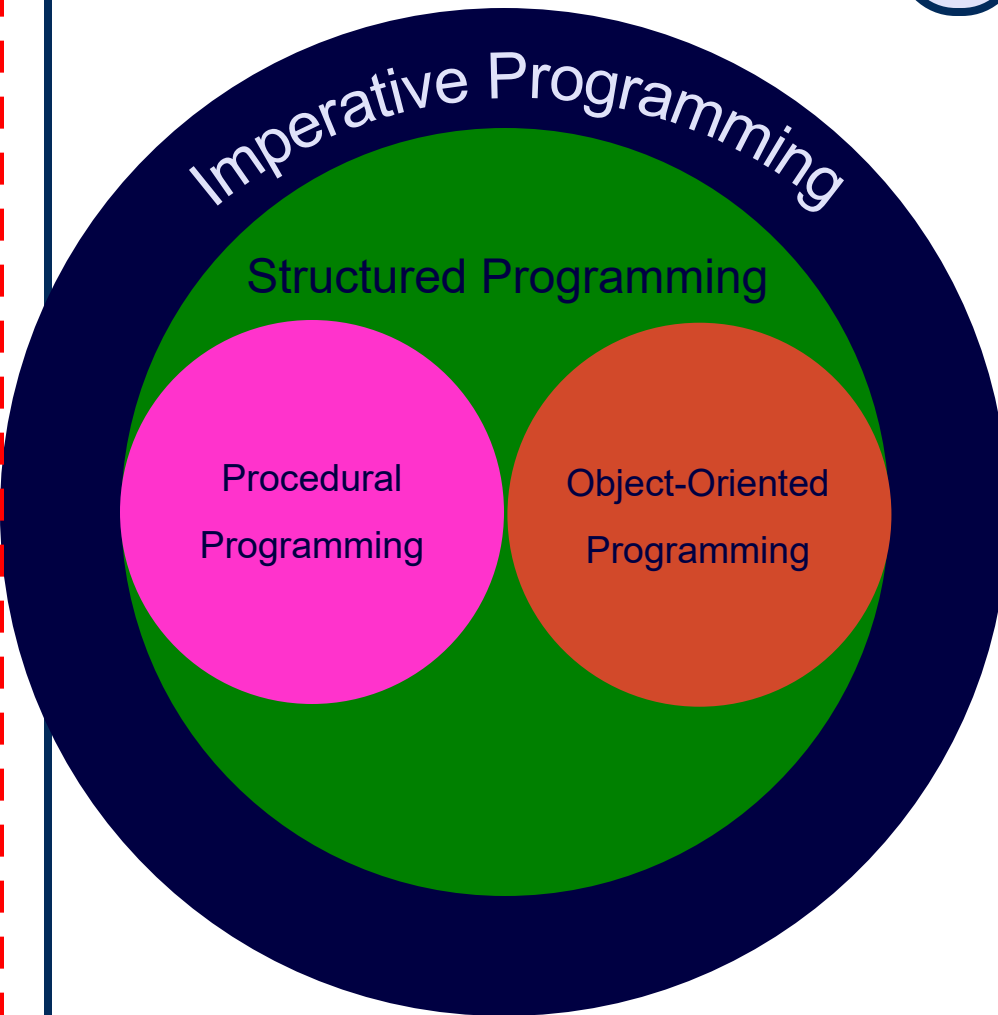 Imperative Programming
Structured Programming
Procedural
Programming
Object-Oriented
Programming